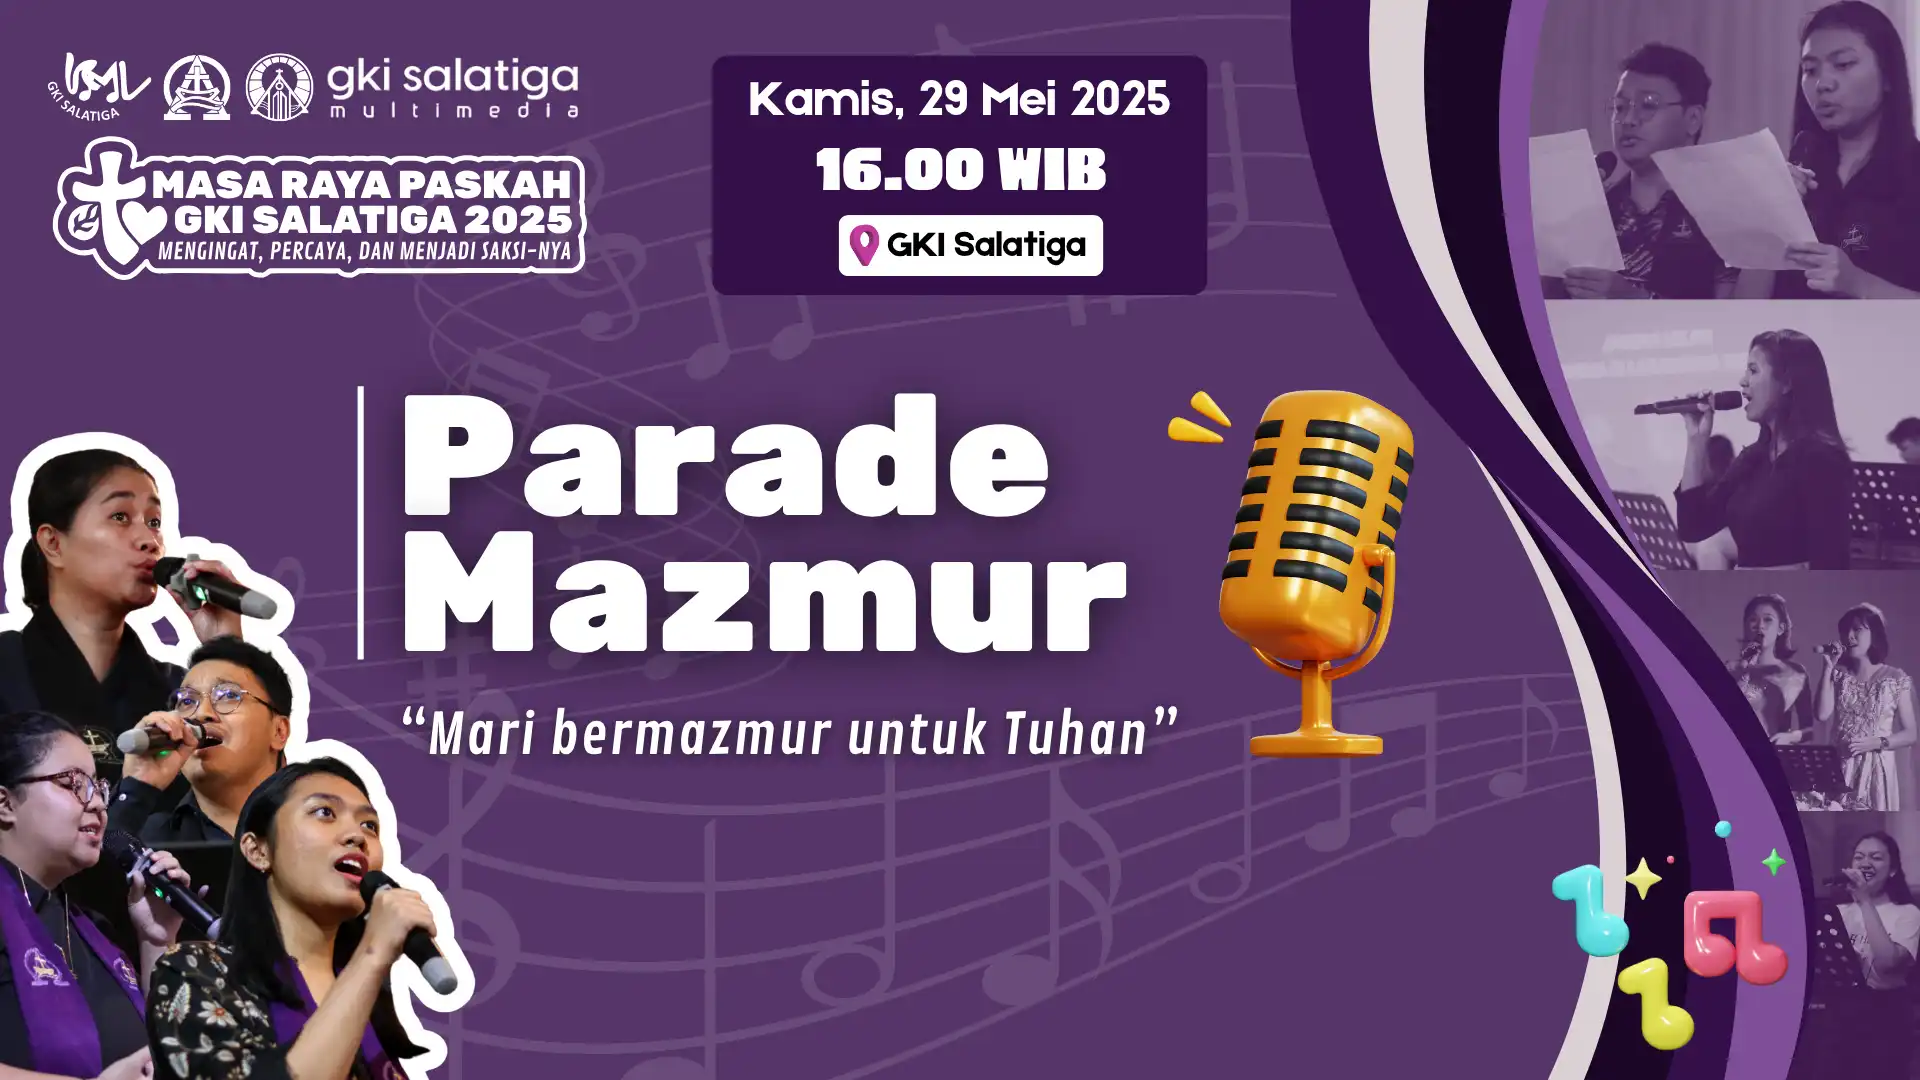 GKI SALATIGA
gki salatiga
multimedia
MASA RAYA PASKAH
GKI SALATIGA 2025
MENGINGAT, PERCAYA, DAN MENJADI SAKSI-NYA
Kamis, 29 Mei 2025
16.00 WIB
GKI Salatiga
Parade
Mazmur
“Mari bermazmur untuk Tuhan”